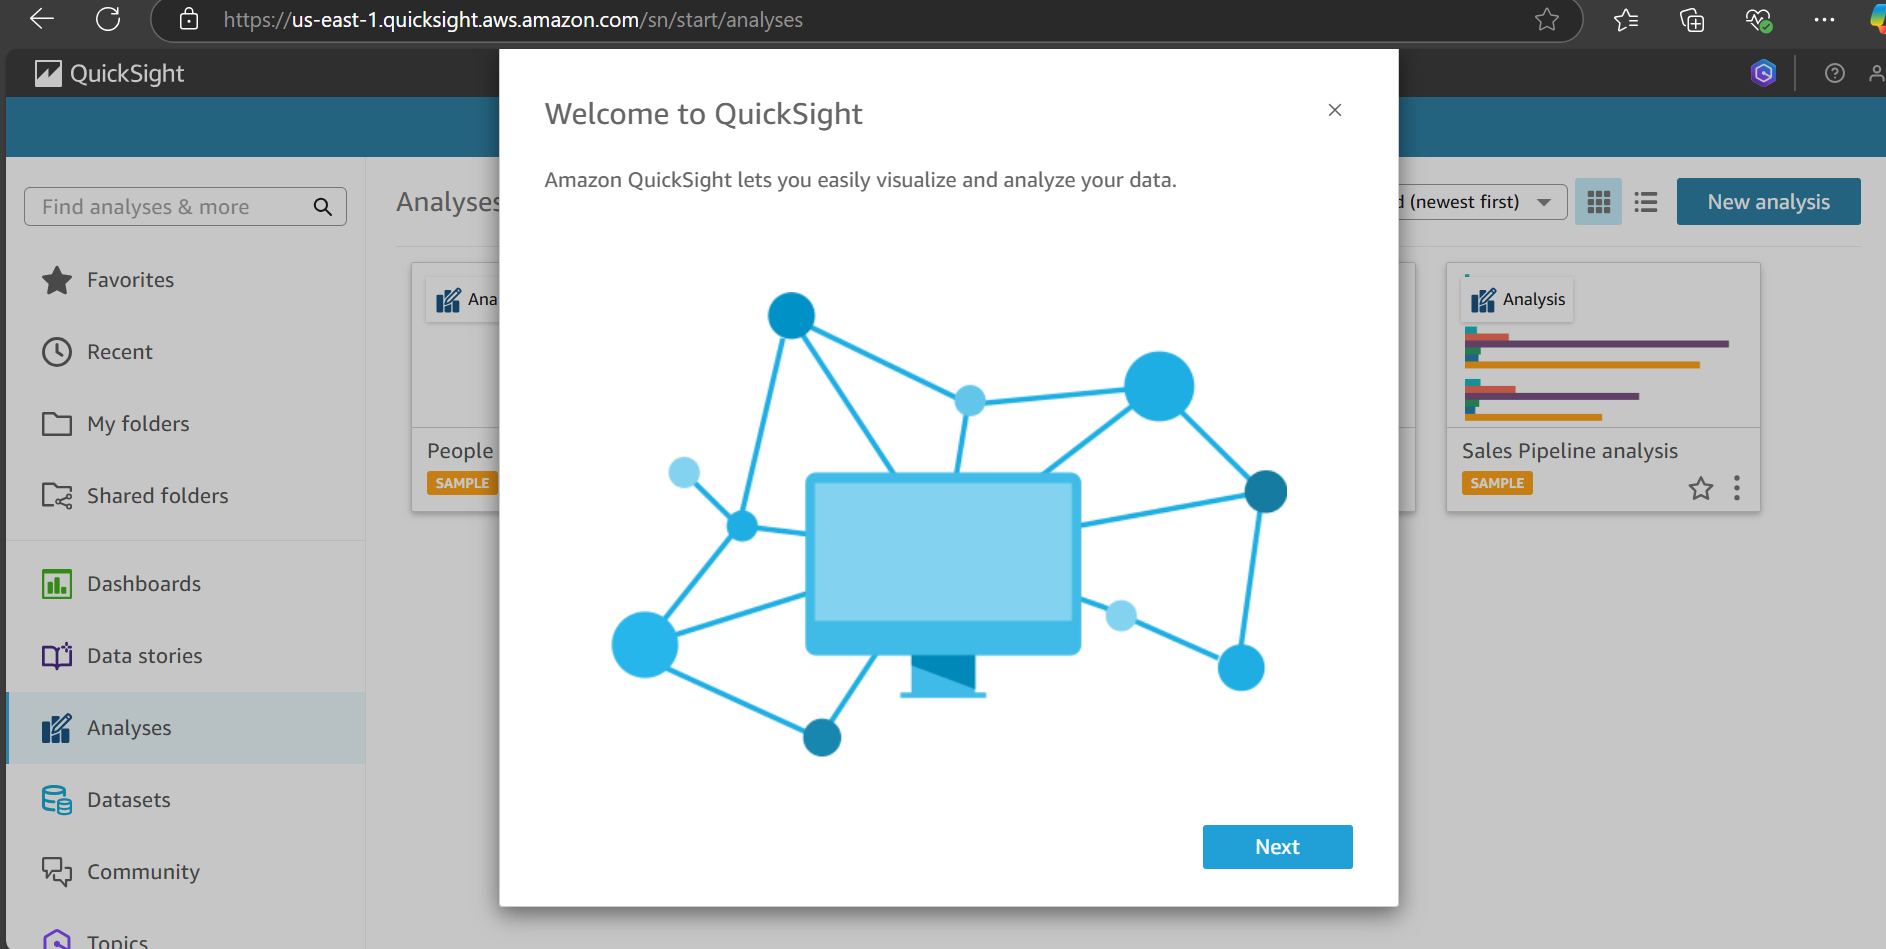 https://us-east-1.quicksight.aws.amazon.com/sn/start/analyses
QuickSight
Welcome to QuickSight
Amazon QuickSight lets you easily visualize and analyze your data.
Next
Find analyses & more
Favorites
Recent
My folders
Shared folders
Dashboards
Data stories
Analyses
Datasets
Community
Topics
Analyses
(newest first)
New analysis
Ana
People
SAMPLE
Analysis
Sales Pipeline analysis
SAMPLE